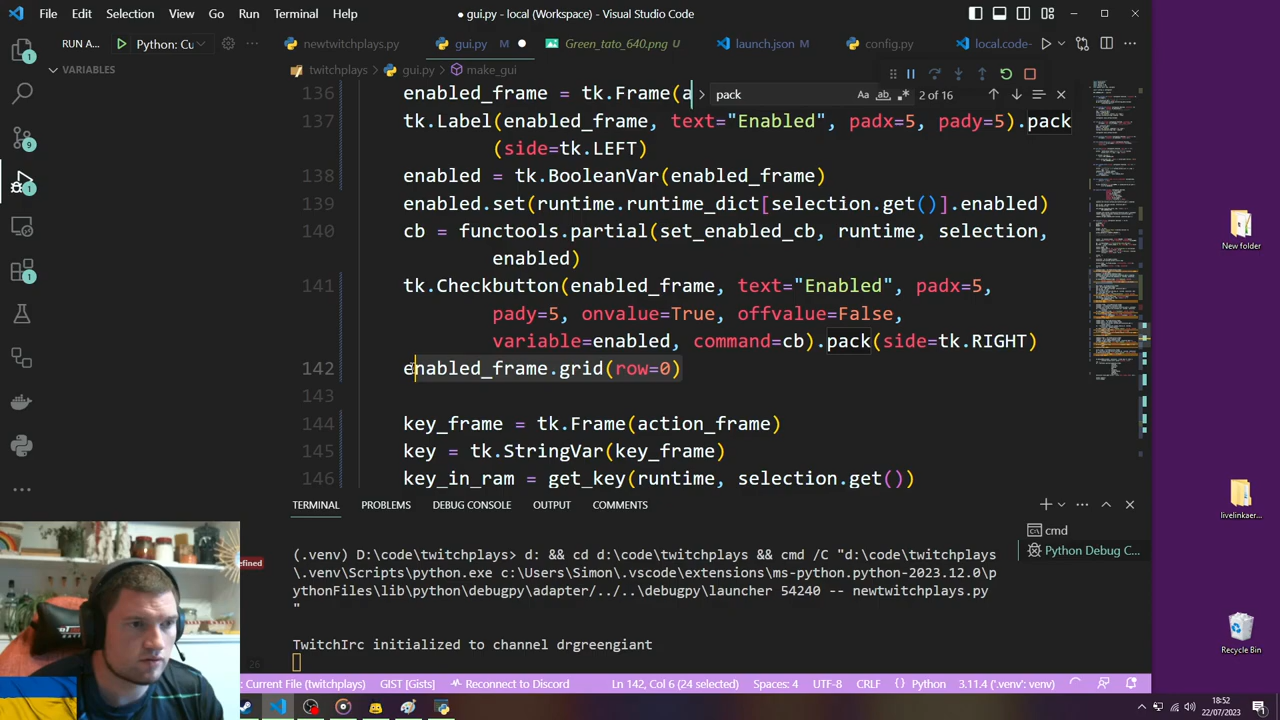 File Edit Selection View Go Run Terminal Help
● gui.py - local (Workspace) - Visual Studio Code
RUN A... Python: Cu
newtwitchplays.py gui.py M ● Green_tato_640.png U launch.json M config.py local.code-
VARIABLES
twitchplays > gui.py > make_gui
pack
Aa ab .* 2 of 16
136 enabled_frame = tk.Frame(a
137 tk.Label(enabled_frame, text="Enabled", padx=5, pady=5).pack
(side=tk.LEFT)
enabled = tk.BooleanVar(enabled_frame)
enabled.set(runtime.runtime_dict[selection.get()].enabled)
= functools.partial(set_enabled_cb, runtime, selection,
enabled)
.Checkbutton(enabled_frame, text="Enabled", padx=5,
pady=5, onvalue=True, offvalue=False,
variable=enabled, command=cb).pack(side=tk.RIGHT)
142 enabled_frame.grid(row=0)
143
144 key_frame = tk.Frame(action_frame)
145 key = tk.StringVar(key_frame)
146 key_in_ram = get_key(runtime, selection.get())
TERMINAL PROBLEMS DEBUG CONSOLE OUTPUT COMMENTS
cmd
Python Debug C...
(.venv) D:\code\twitchplays> d: && cd d:\code\twitchplays && cmd /C "d:\code\twitchplays
\.venv\Scripts\python.exe c:\Users\Simon\.vscode\extensions\ms-python.python-2023.12.0\p
ythonFiles\lib\python\debugpy\adapter/../..\debugpy\launcher 54240 -- newtwitchplays.py
"
TwitchIrc initialized to channel drgreengiant
efined
26
: Current File (twitchplays) GIST [Gists] Reconnect to Discord Ln 142, Col 6 (24 selected) Spaces: 4 UTF-8 CRLF {} Python 3.11.4 ('.venv': venv)
New folder
livelinkaer...
Recycle Bin
18:52
22/07/2023
1
1
9
1
1